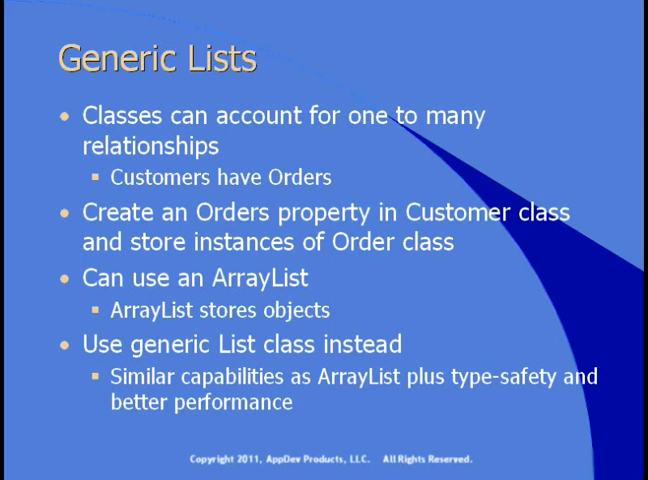 Generic Lists
• Classes can account for one to many
relationships
▪ Customers have Orders
• Create an Orders property in Customer class
and store instances of Order class
• Can use an ArrayList
▪ ArrayList stores objects
• Use generic List class instead
▪ Similar capabilities as ArrayList plus type-safety and
better performance
Copyright 2011, AppDev Products, LLC. All Rights Reserved.